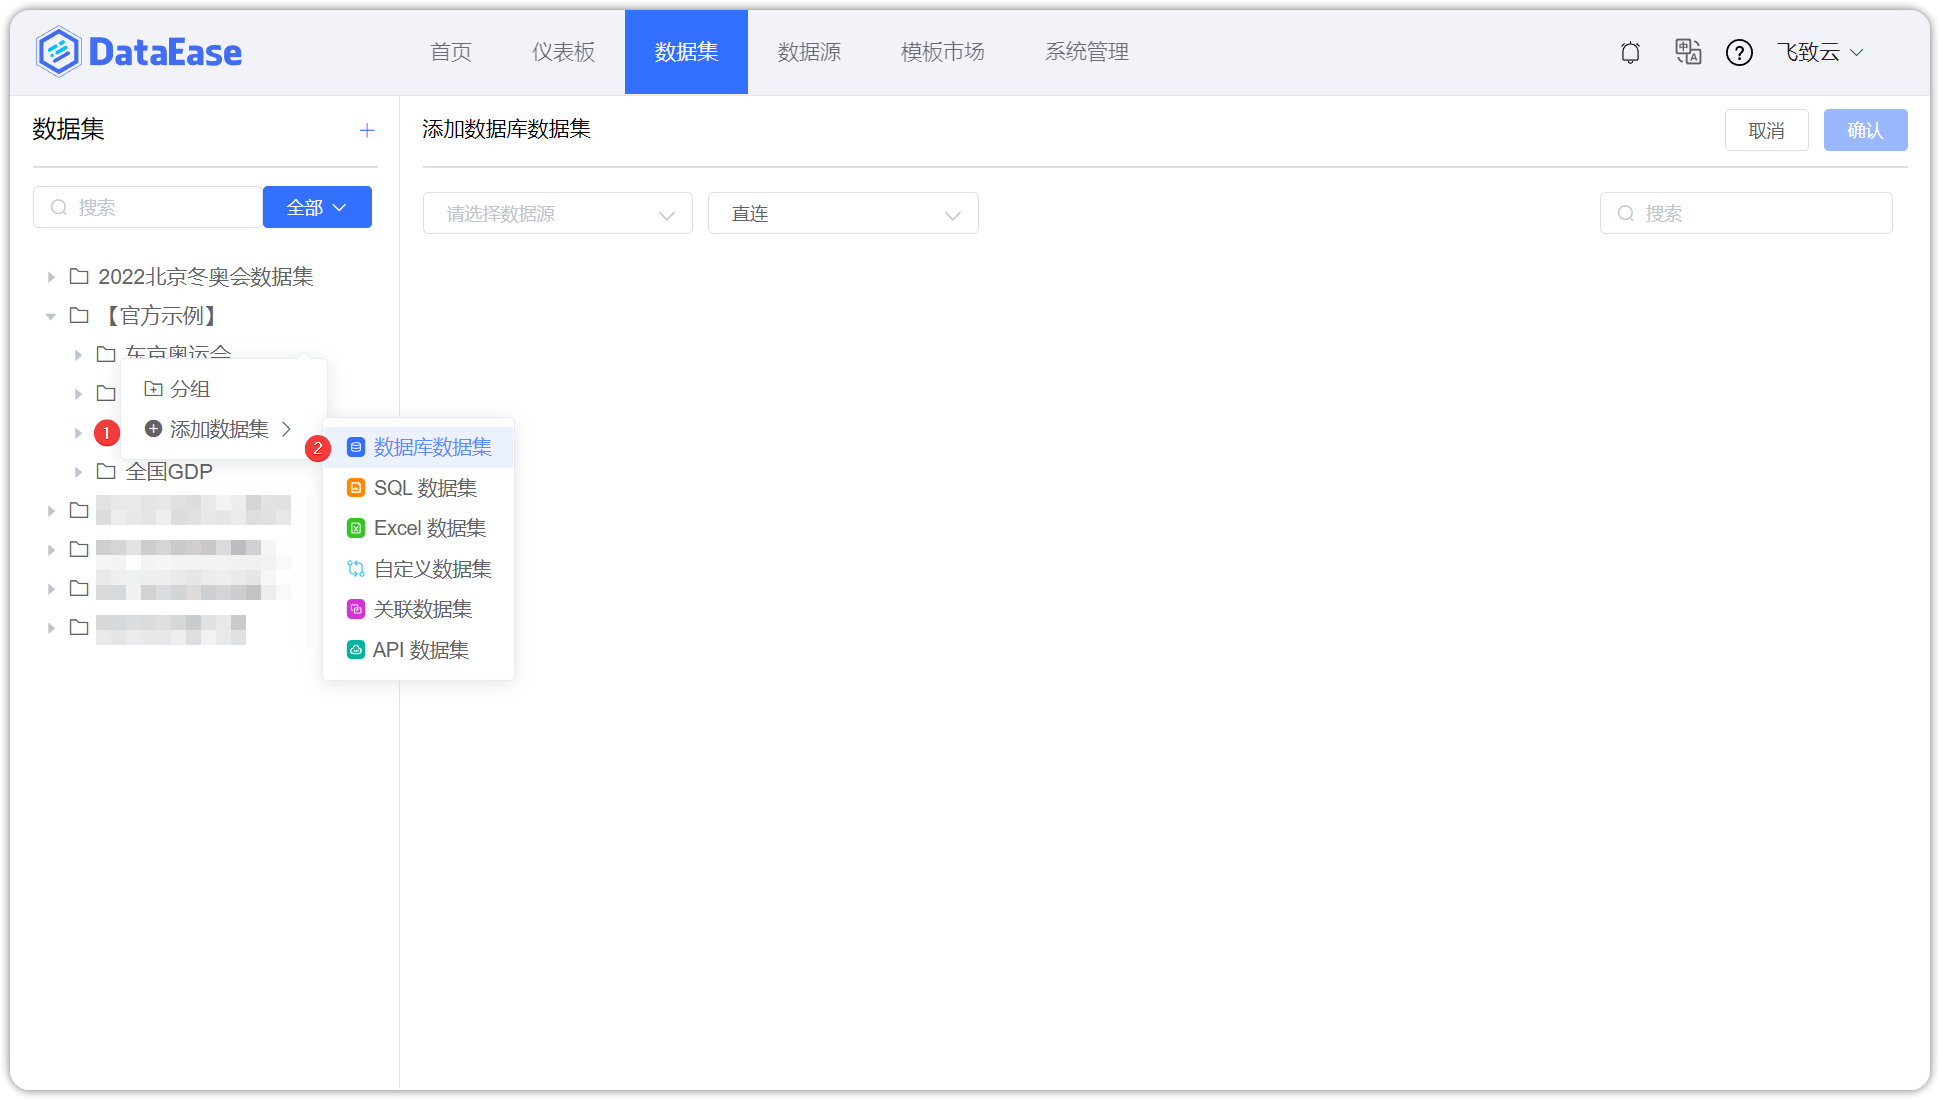 DataEase 首页 仪表板 数据集 数据源 模板市场 系统管理 飞致云
数据集
添加数据库数据集 取消 确认
搜索 全部
请选择数据源 直连 搜索
2022北京冬奥会数据集
【官方示例】
东京奥运会
分组
1 添加数据集
2 数据库数据集
全国GDP
SQL 数据集
Excel 数据集
自定义数据集
关联数据集
API 数据集